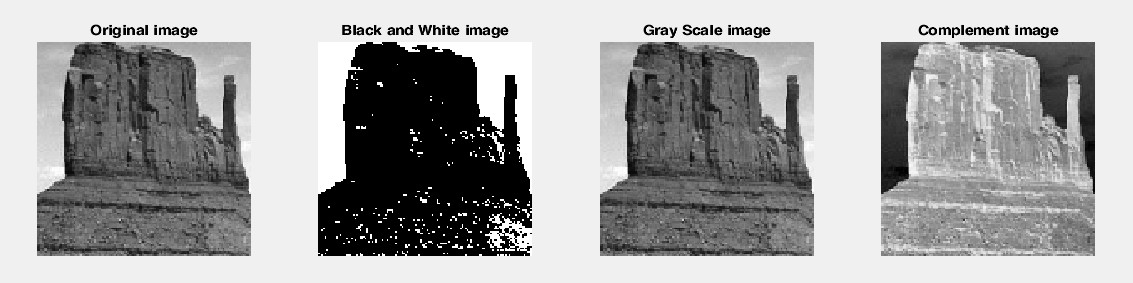 Original image
Black and White image
Gray Scale image
Complement image